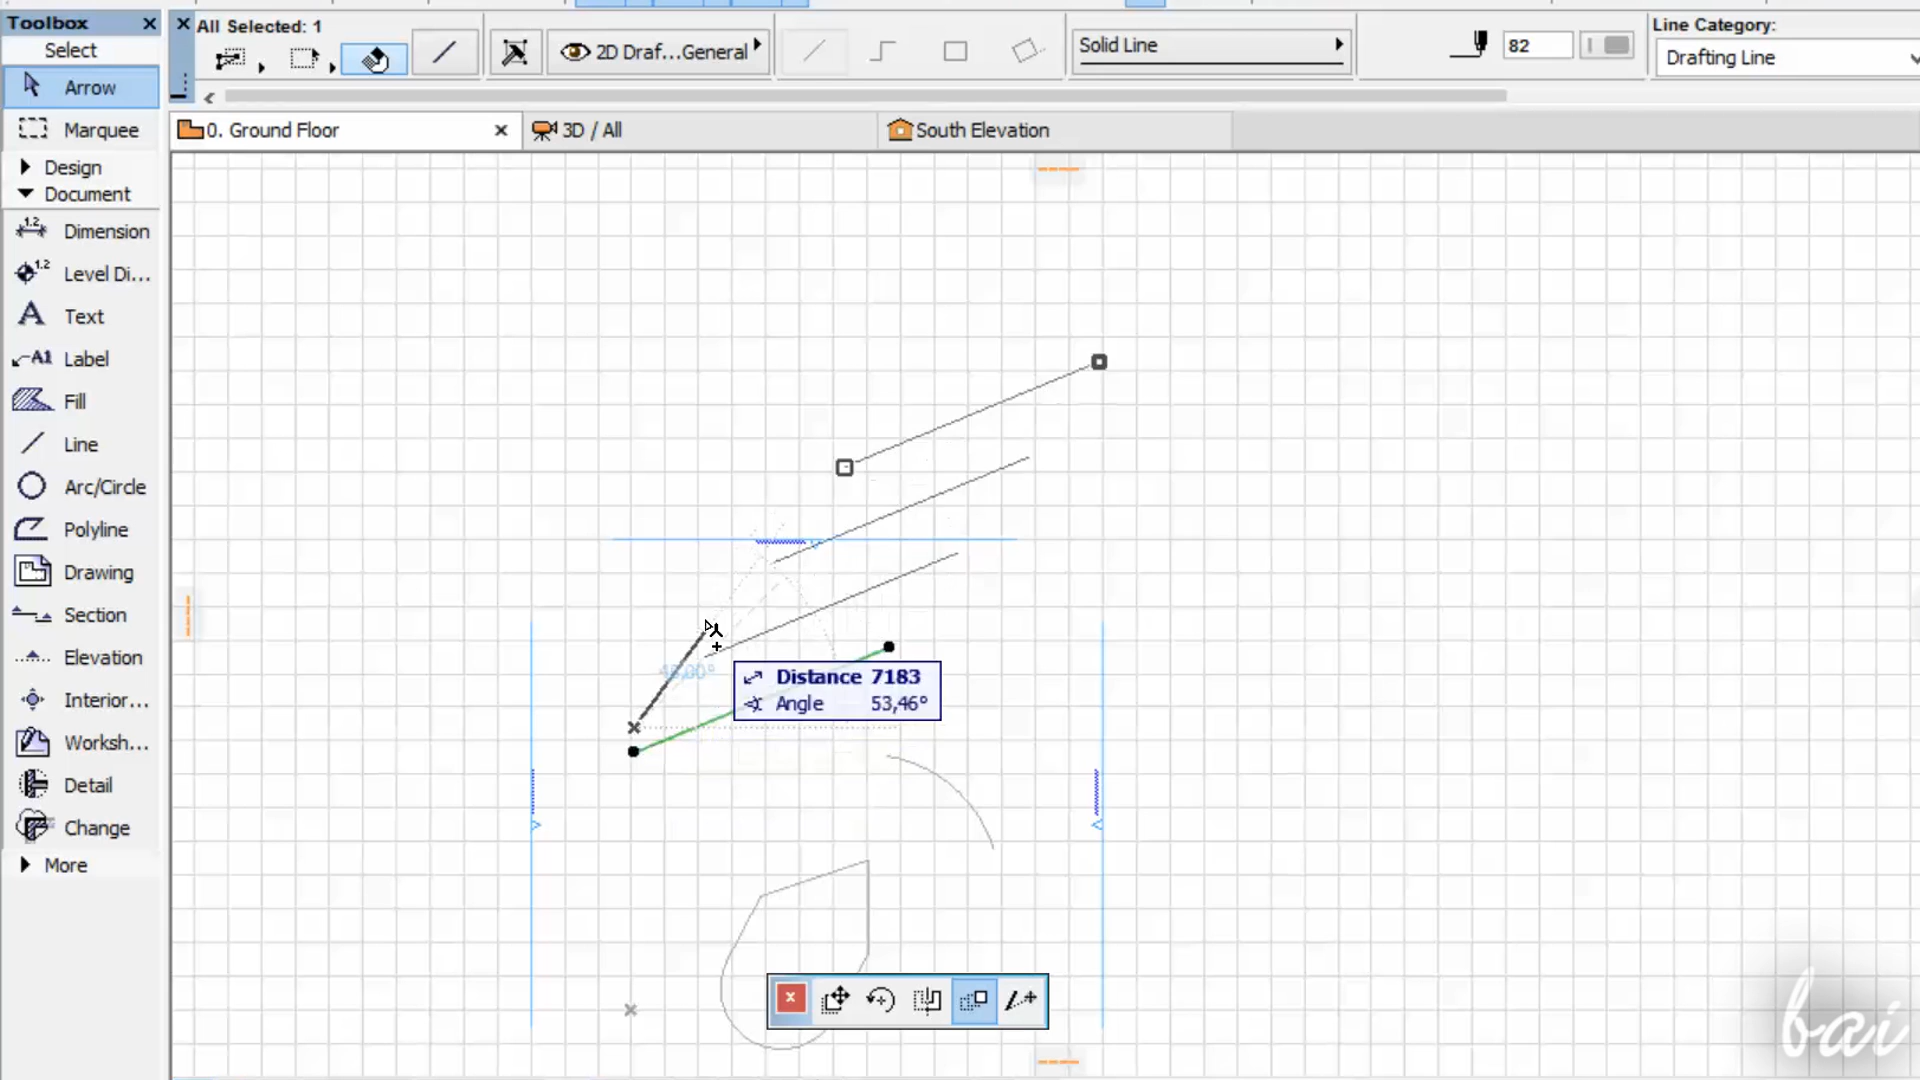 Toolbox
Select
Arrow
Marquee
Design
Document
Dimension
Level Di...
Text
Label
Fill
Line
Arc/Circle
Polyline
Drawing
Section
Elevation
Interior...
Worksh...
Detail
Change
More
All Selected: 1
2D Draf...General
Solid Line
82
Line Category:
Drafting Line
0. Ground Floor
3D / All
South Elevation
Distance 7183
Angle 53,46°
bai